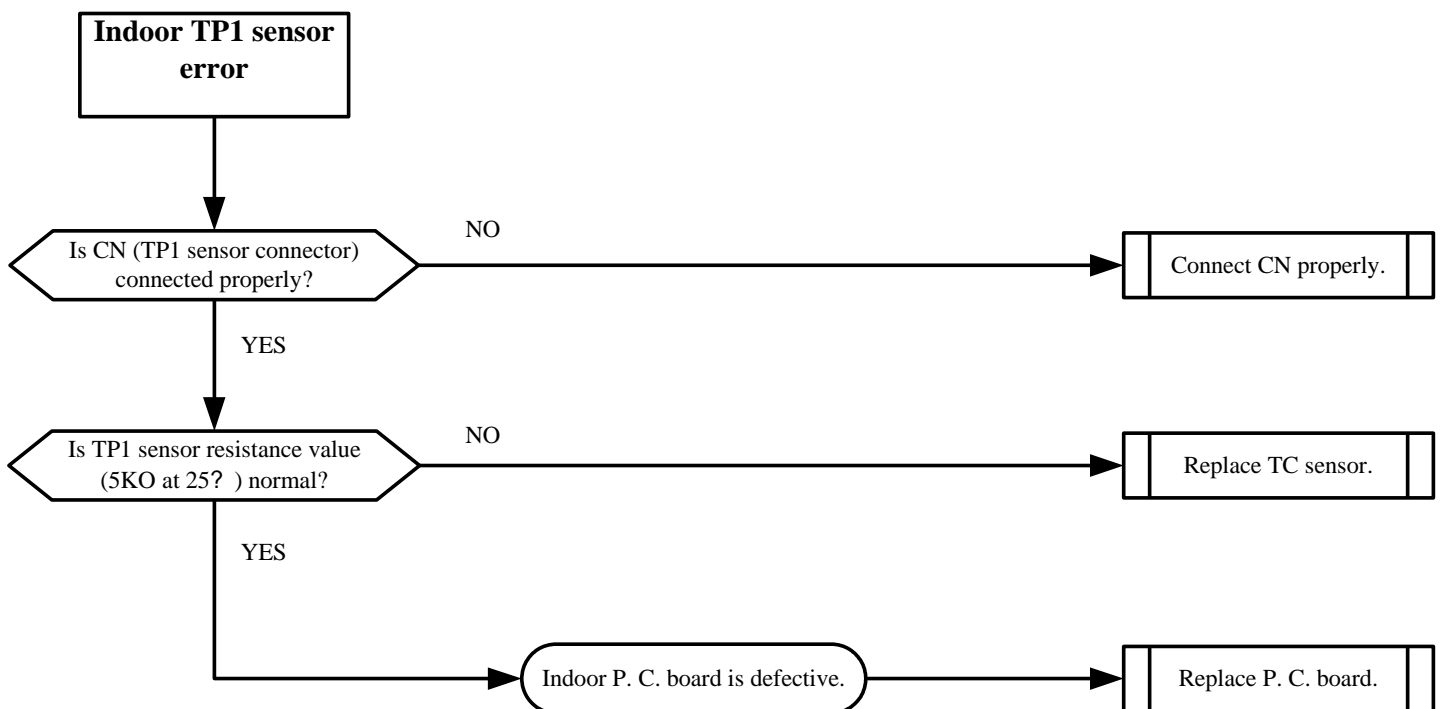 Indoor TP1 sensor
error
Is CN (TP1 sensor connector)
connected properly?
NO
Connect CN properly.
YES
Is TP1 sensor resistance value
(5KO at 25? ) normal?
NO
Replace TC sensor.
YES
Indoor P. C. board is defective.
Replace P. C. board.